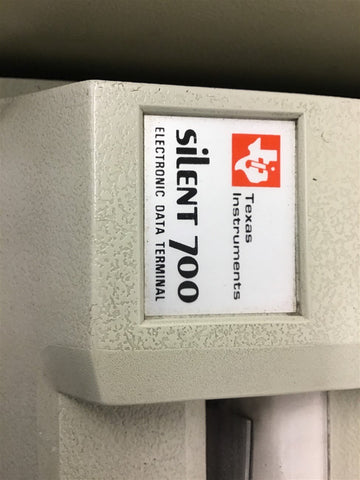 Texas
Instruments
SiLENT 700
ELECTRONIC DATA TERMINAL